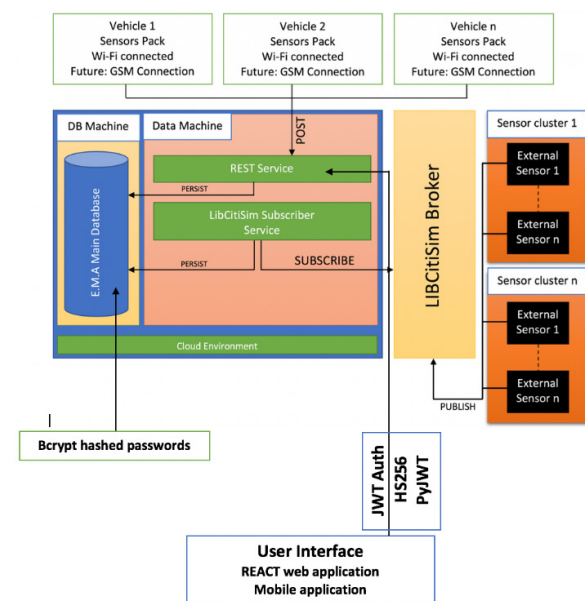 Vehicle 1
Sensors Pack
Wi-Fi connected
Future: GSM Connection
Vehicle 2
Sensors Pack
Wi-Fi connected
Future: GSM Connection
Vehicle n
Sensors Pack
Wi-Fi connected
Future: GSM Connection
DB Machine
Data Machine
POST
REST Service
PERSIST
LibCitiSim Subscriber
Service
PERSIST
SUBSCRIBE
E.M.A Main Database
Cloud Environment
LIBCitiSim Broker
Sensor cluster 1
External
Sensor 1
External
Sensor n
Sensor cluster n
External
Sensor 1
External
Sensor n
PUBLISH
Bcrypt hashed passwords
JWT Auth
HS256
PyJWT
User Interface
REACT web application
Mobile application